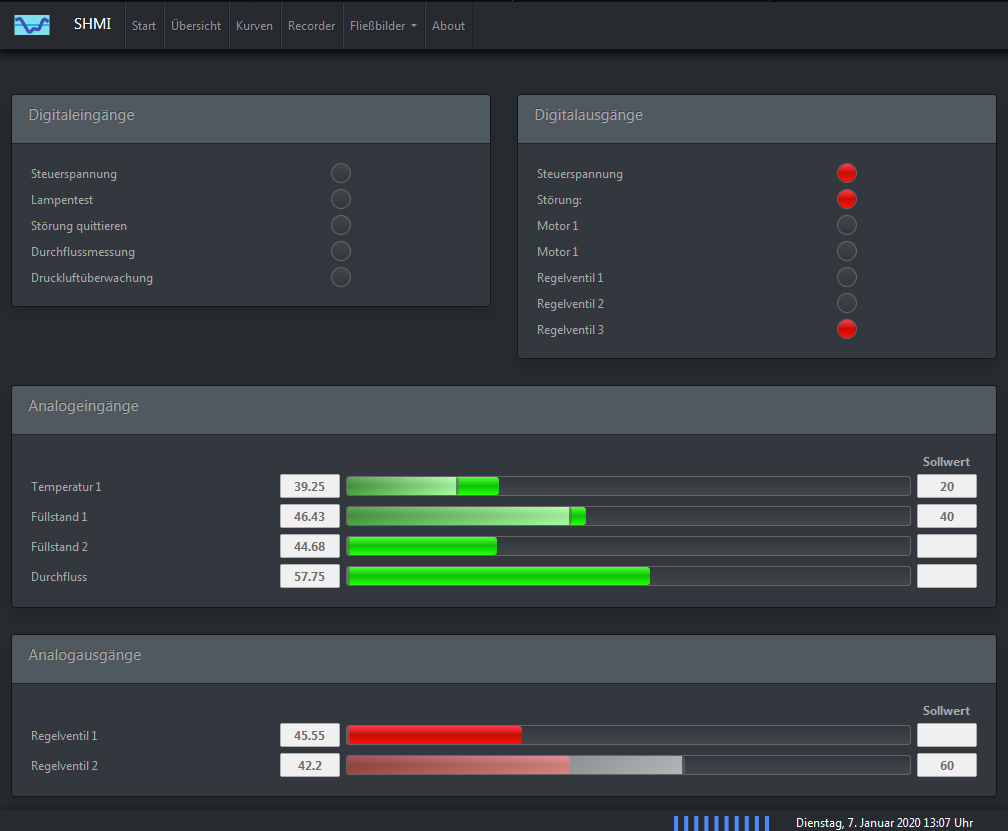 SHMI Start Übersicht Kurven Recorder Fließbilder About
Digitaleingänge
Steuerspannung
Lampentest
Störung quittieren
Durchflussmessung
Druckluftüberwachung
Digitalausgänge
Steuerspannung
Störung:
Motor 1
Motor 1
Regelventil 1
Regelventil 2
Regelventil 3
Analogeingänge
Sollwert
Temperatur 1 39.25 20
Füllstand 1 46.43 40
Füllstand 2 44.68
Durchfluss 57.75
Analogausgänge
Sollwert
Regelventil 1 45.55
Regelventil 2 42.2 60
Dienstag, 7. Januar 2020 13:07 Uhr